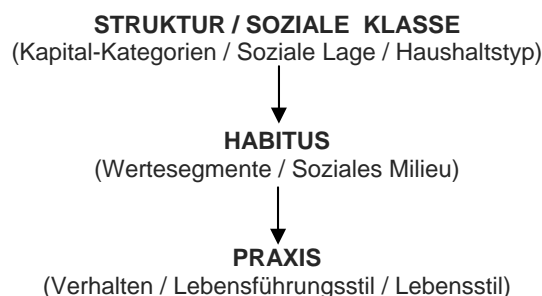 STRUKTUR / SOZIALE KLASSE
(Kapital-Kategorien / Soziale Lage / Haushaltstyp)
HABITUS
(Wertesegmente / Soziales Milieu)
PRAXIS
(Verhalten / Lebensführungsstil / Lebensstil)